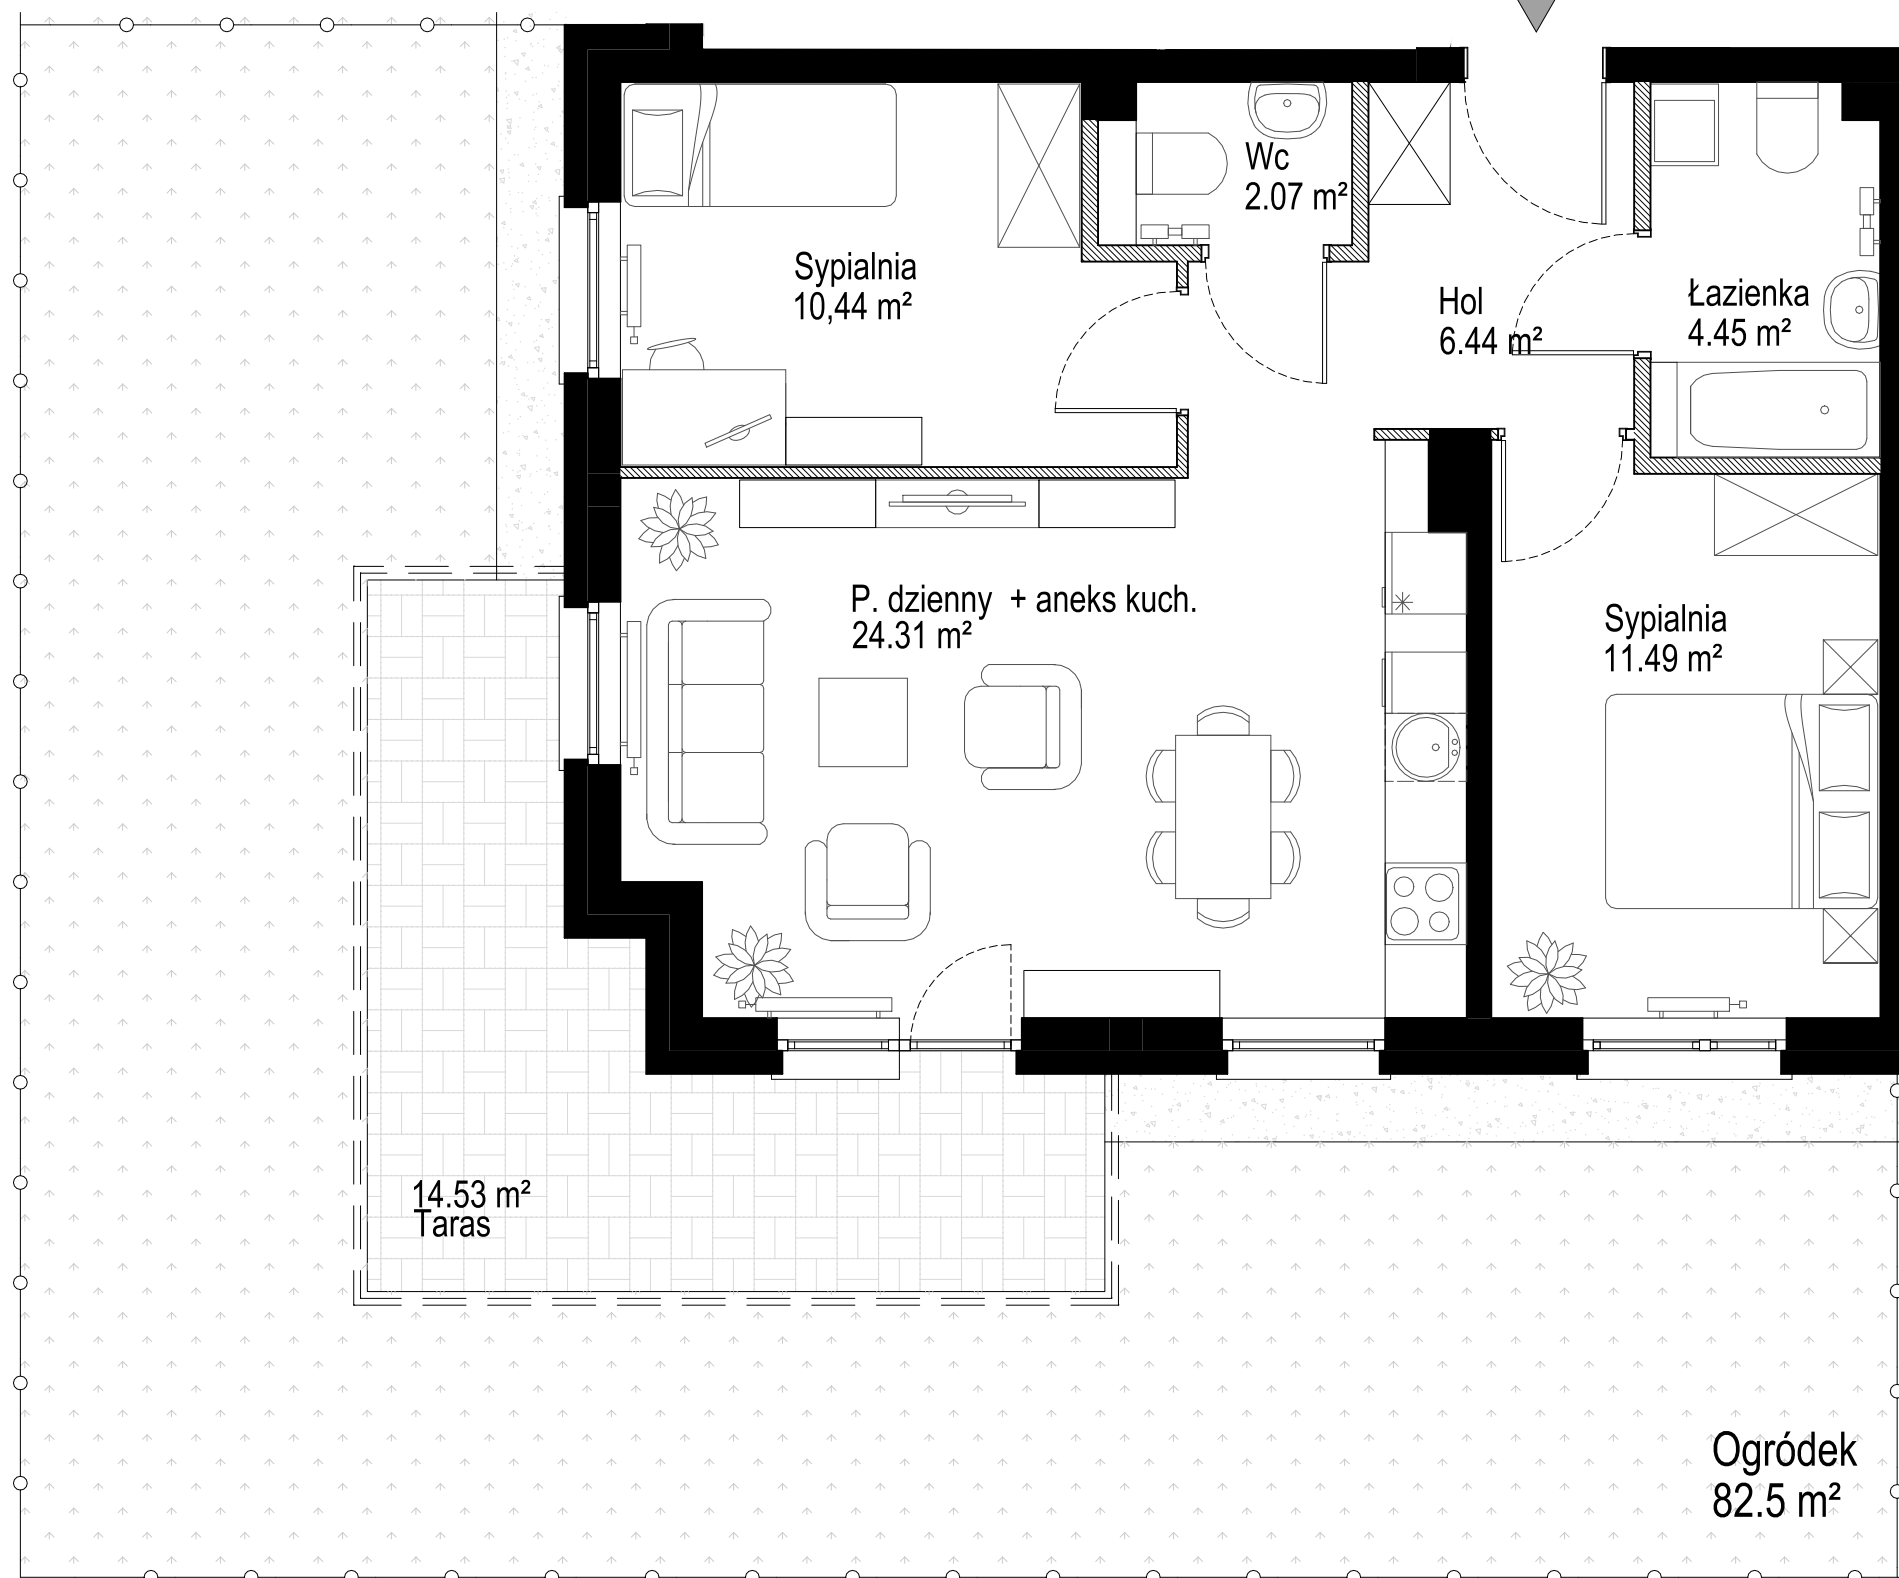 Wc
2.07 m²
Sypialnia
10,44 m²
Hol
6.44 m²
Łazienka
4.45 m²
P. dzienny + aneks kuch.
24.31 m²
Sypialnia
11.49 m²
14.53 m²
Taras
Ogródek
82.5 m²